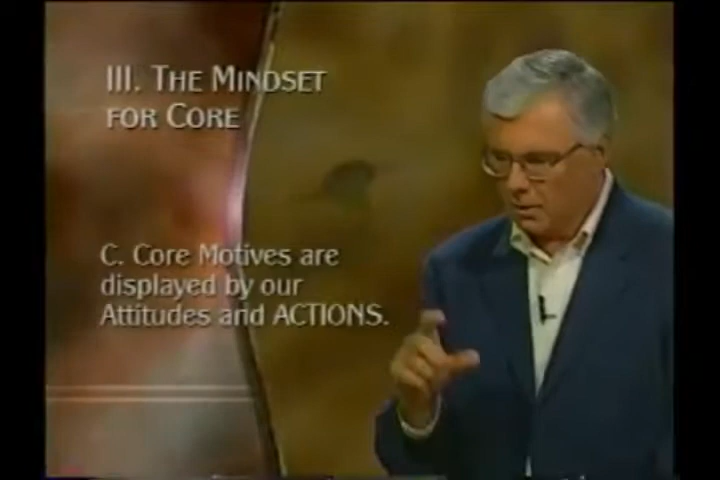 III. THE MINDSET
FOR CORE
C. Core Motives are
displayed by our
Attitudes and ACTIONS.